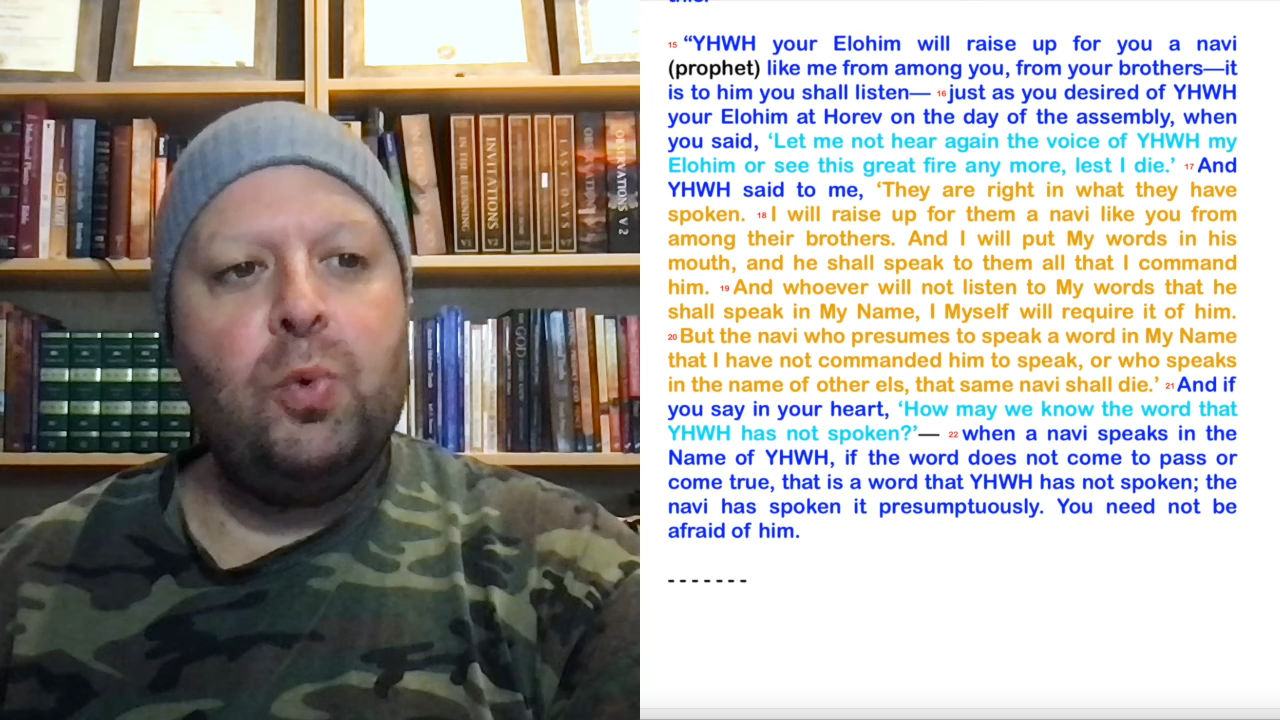 15 “YHWH your Elohim will raise up for you a navi
(prophet) like me from among you, from your brothers—it
is to him you shall listen— 16 just as you desired of YHWH
your Elohim at Horev on the day of the assembly, when
you said, ‘Let me not hear again the voice of YHWH my
Elohim or see this great fire any more, lest I die.’ 17 And
YHWH said to me, ‘They are right in what they have
spoken. 18 I will raise up for them a navi like you from
among their brothers. And I will put My words in his
mouth, and he shall speak to them all that I command
him. 19 And whoever will not listen to My words that he
shall speak in My Name, I Myself will require it of him.
20 But the navi who presumes to speak a word in My Name
that I have not commanded him to speak, or who speaks
in the name of other els, that same navi shall die.’ 21 And if
you say in your heart, ‘How may we know the word that
YHWH has not spoken?’— 22 when a navi speaks in the
Name of YHWH, if the word does not come to pass or
come true, that is a word that YHWH has not spoken; the
navi has spoken it presumptuously. You need not be
afraid of him.
- - - - - - -
IN THE BEGINNING
INVITATIONS
LAST DAYS
OBSERVATIONS V 2
GOD